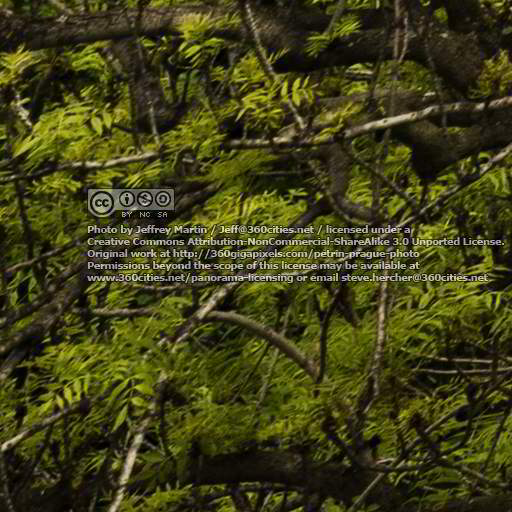 cc
BY NC SA
Photo by Jeffrey Martin / Jeff@360cities.net / licensed under a
Creative Commons Attribution-NonCommercial-ShareAlike 3.0 Unported License.
Original work at http://360gigapixels.com/petrin-prague-photo
Permissions beyond the scope of this license may be available at
www.360cities.net/panorama-licensing or email steve.hercher@360cities.net.